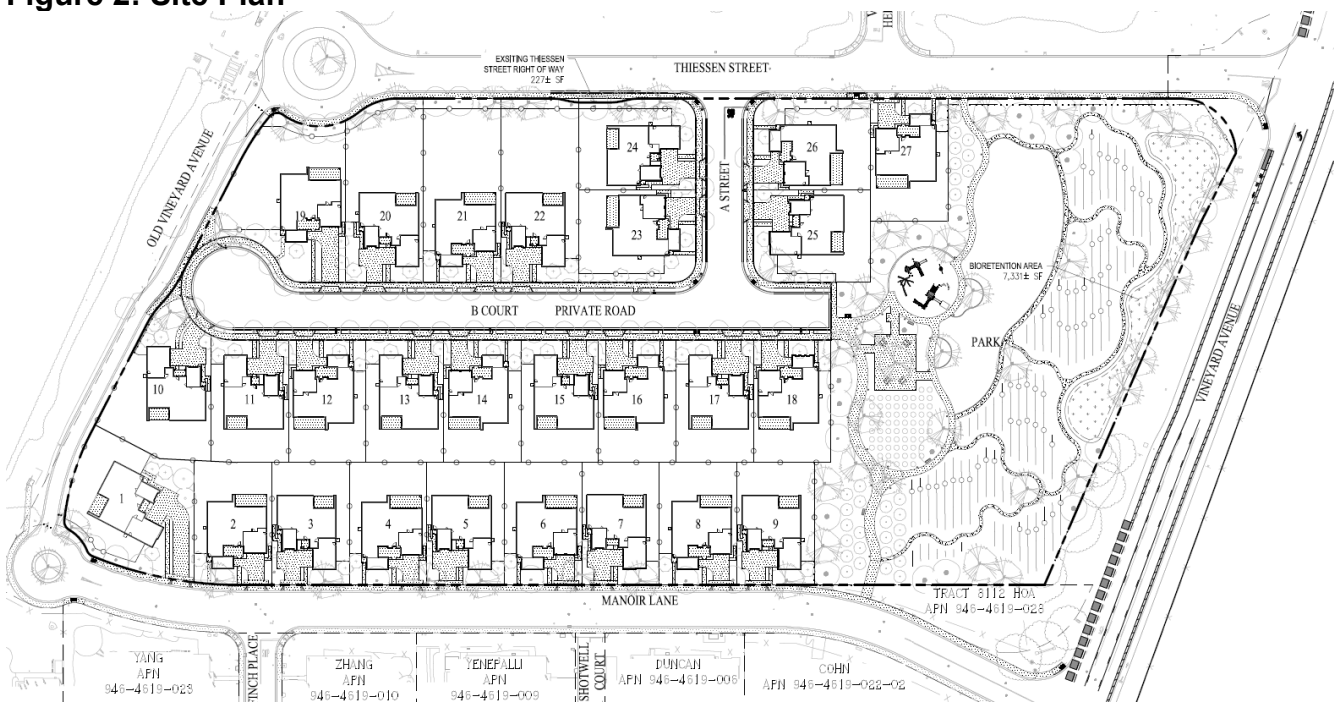 Figure 2: Site Plan
EXSITING THIESSEN
STREET RIGHT OF WAY
227± SF
THIESSEN STREET
OLD VINEYARD AVENUE
A STREET
24
26
27
19
20
21
22
23
25
BIORETENTION AREA
7,331± SF
B COURT PRIVATE ROAD
PARK
VINEYARD AVENUE
10
11
12
13
14
15
16
17
18
1
2
3
4
5
6
7
8
9
MANOIR LANE
TRACT 8112 HOA
APN 946-4619-028
YANG
APN
946-4619-023
FINCH PLACE
ZHANG
APN
946-4619-010
YENEPALLI
APN
946-4619-009
SHOTWELL
COURT
DUNCAN
APN 946-4619-006
COHN
APN 946-4619-022-02